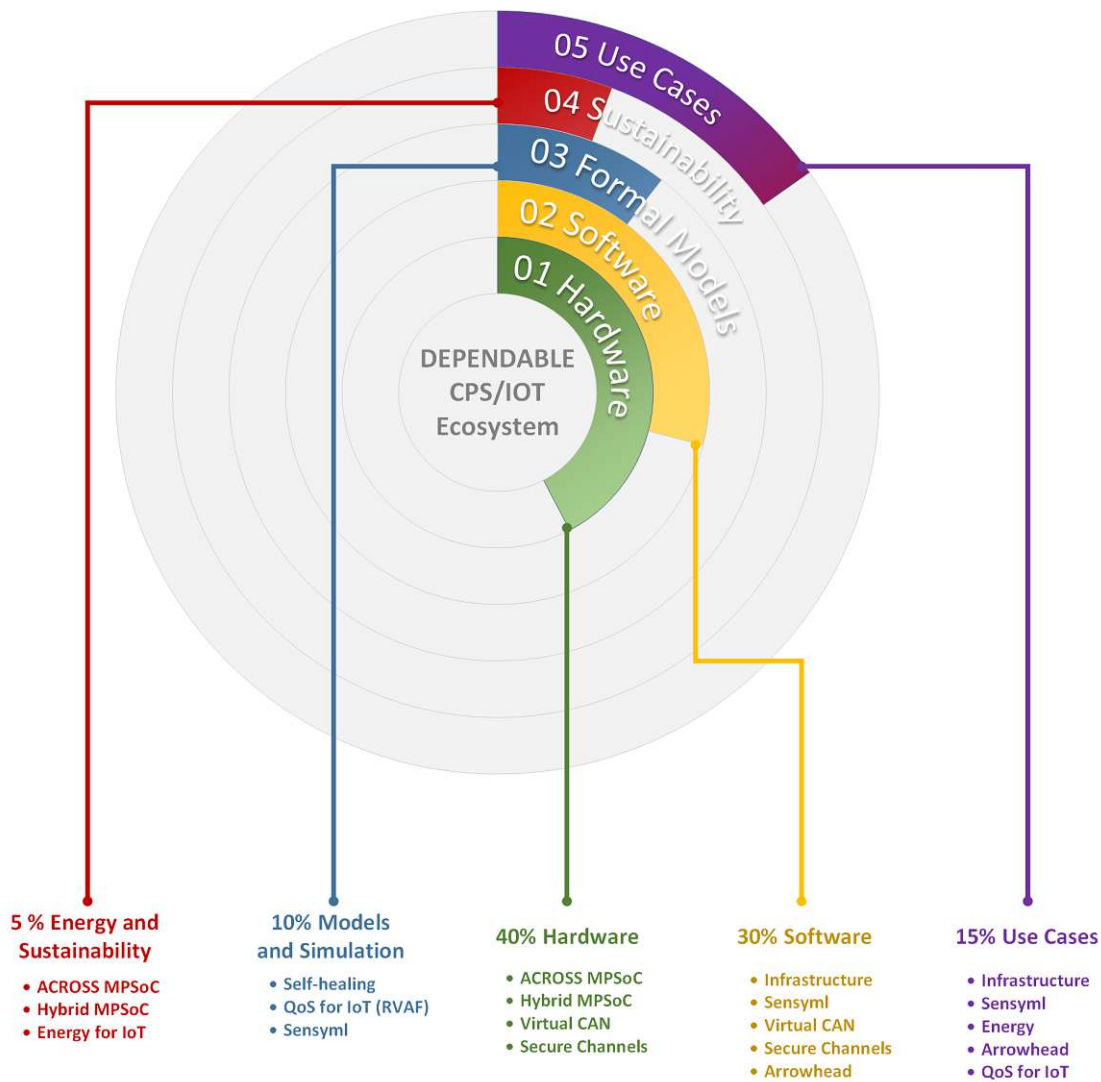 05 Use Cases
04 Sustainability
03 Formal Models
02 Software
01 Hardware
DEPENDABLE
CPS/IOT
Ecosystem
5 % Energy and
Sustainability
• ACROSS MPSoC
• Hybrid MPSoC
• Energy for IoT
10% Models
and Simulation
• Self-healing
• QoS for IoT (RVAF)
• Sensyml
40% Hardware
• ACROSS MPSoC
• Hybrid MPSoC
• Virtual CAN
• Secure Channels
30% Software
• Infrastructure
• Sensyml
• Virtual CAN
• Secure Channels
• Arrowhead
15% Use Cases
• Infrastructure
• Sensyml
• Energy
• Arrowhead
• QoS for IoT